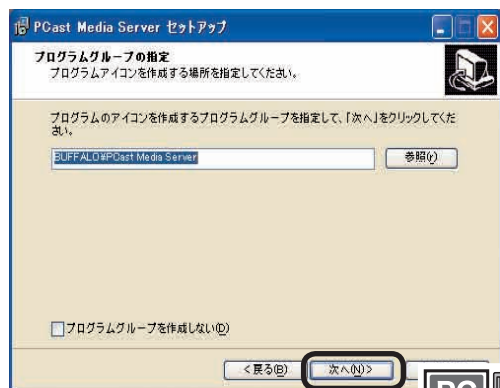 PCast Media Server セットアップ
プログラムグループの指定
プログラムアイコンを作成する場所を指定してください。
プログラムのアイコンを作成するプログラムグループを指定して、「次へ」をクリックしてくだ
さい。
BUFFALO¥PCast Media Server
参照(r)
プログラムグループを作成しない(D)
<戻る(B)
次へ(N)>
PC